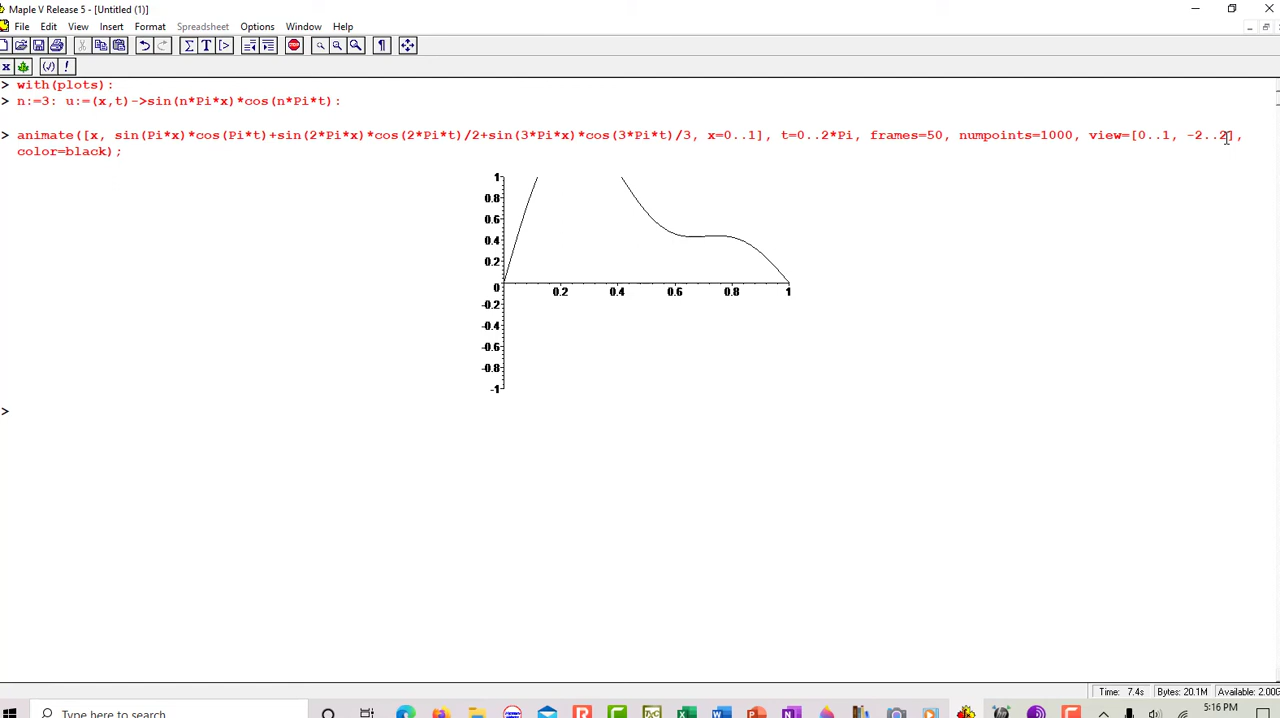 Maple V Release 5 - [Untitled (1)]
File Edit View Insert Format Spreadsheet Options Window Help
> with(plots):
> n:=3: u:=(x,t)->sin(n*Pi*x)*cos(n*Pi*t):
> animate([x, sin(Pi*x)*cos(Pi*t)+sin(2*Pi*x)*cos(2*Pi*t)/2+sin(3*Pi*x)*cos(3*Pi*t)/3, x=0..1], t=0..2*Pi, frames=50, numpoints=1000, view=[0..1, -2..2],
color=black);
1
0.8
0.6
0.4
0.2
0
0.2 0.4 0.6 0.8 1
-0.2
-0.4
-0.6
-0.8
-1
>
Time: 7.4s Bytes: 20.1M Available: 2.00G
Type here to search
5:16 PM